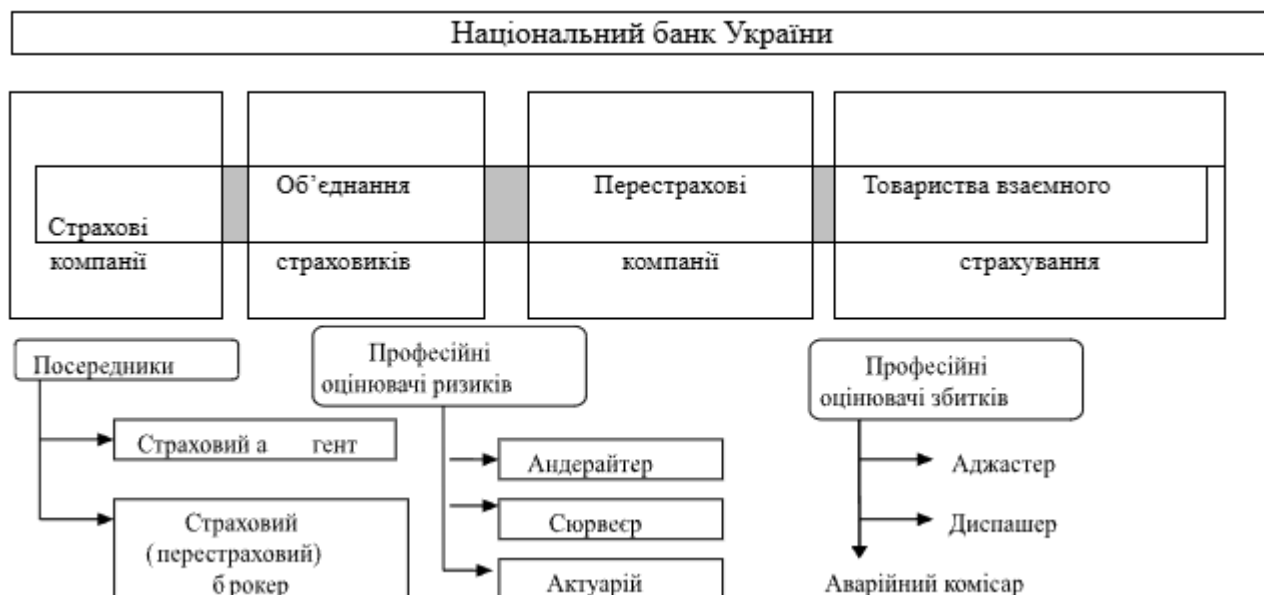 Національний банк України
Страхові
компанії
Об’єднання
страховиків
Перестрахові
компанії
Товариства взаємного
страхування
Посередники
Страховий а гент
Страховий
(перестраховий)
б рокер
Професійні
оцінювачі ризиків
Андерайтер
Сюрвеєр
Актуарій
Професійні
оцінювачі збитків
Аджастер
Диспашер
Аварійний комісар